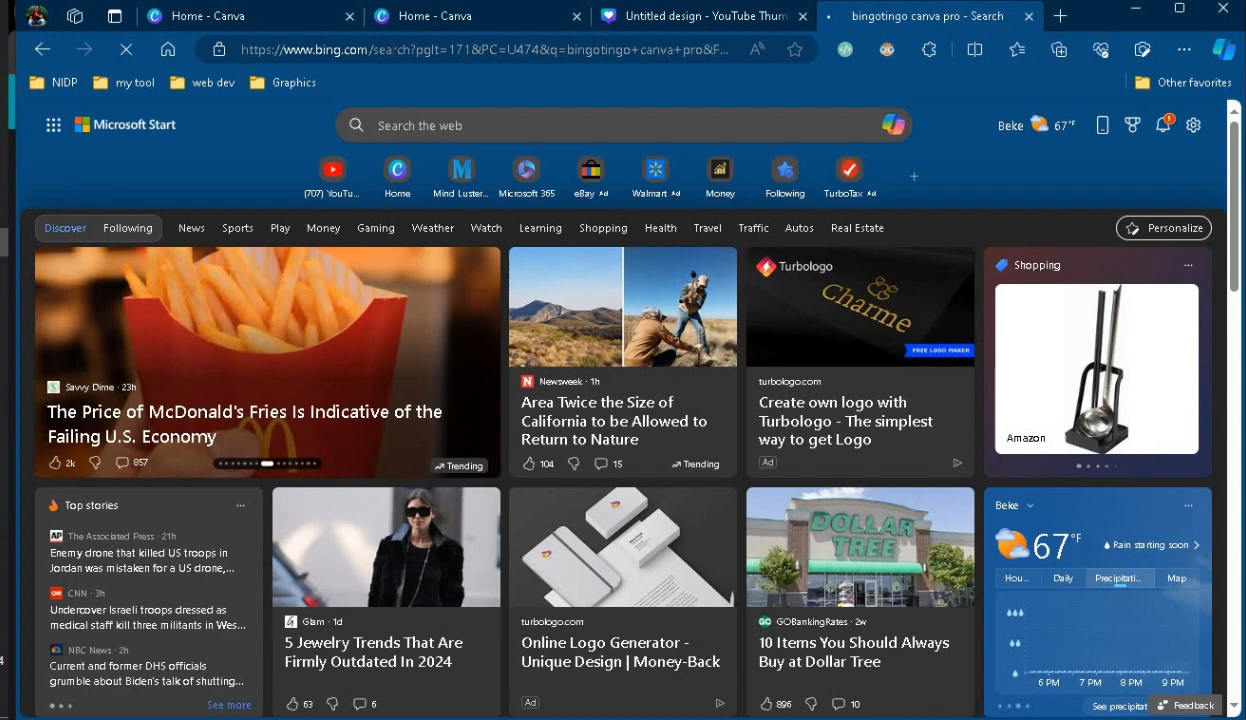 Home - Canva
Home - Canva
Untitled design - YouTube Thum
bingotingo canva pro - Search
https://www.bing.com/search?pglt=171&PC=U474&q=bingotingo+canva+pro&F...
NIDP
my tool
web dev
Graphics
Other favorites
Microsoft Start
Search the web
Beke
67°F
1
(707) YouTu...
Home
Mind Luster...
Microsoft 365
eBay Ad
Walmart Ad
Money
Following
TurboTax Ad
Discover
Following
News
Sports
Play
Money
Gaming
Weather
Watch
Learning
Shopping
Health
Travel
Traffic
Autos
Real Estate
Personalize
Savvy Dime · 23h
The Price of McDonald's Fries Is Indicative of the
Failing U.S. Economy
2k
857
Trending
Newsweek · 1h
Area Twice the Size of
California to be Allowed to
Return to Nature
104
15
Trending
Turbologo
Charme
FREE LOGO MAKER
turbologo.com
Create own logo with
Turbologo - The simplest
way to get Logo
Ad
Shopping
Amazon
Top stories
AP The Associated Press · 21h
Enemy drone that killed US troops in
Jordan was mistaken for a US drone,...
CNN · 3h
Undercover Israeli troops dressed as
medical staff kill three militants in Wes...
NBC News · 2h
Current and former DHS officials
grumble about Biden's talk of shutting...
See more
Glam · 1d
5 Jewelry Trends That Are
Firmly Outdated In 2024
63
6
turbologo.com
Online Logo Generator -
Unique Design | Money-Back
Ad
DOLLAR
TREE
GO GOBankingRates · 2w
10 Items You Should Always
Buy at Dollar Tree
896
10
Beke
67°F
Rain starting soon
Hou...
Daily
Precipitati...
Map
6 PM
7 PM
8 PM
9 PM
See precipitat
Feedback
4